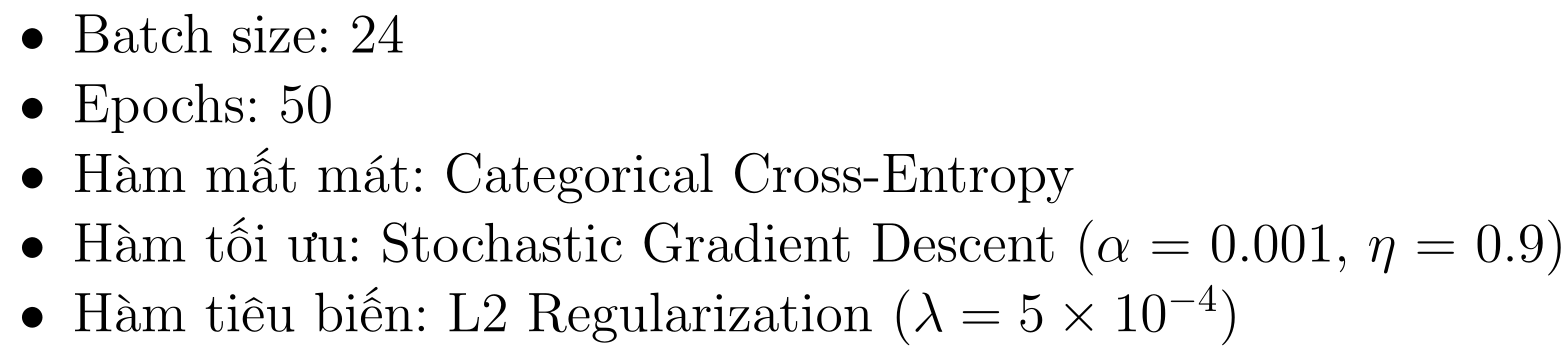 • Batch size: 24
• Epochs: 50
• Hàm mất mát: Categorical Cross-Entropy
• Hàm tối ưu: Stochastic Gradient Descent (α = 0.001, η = 0.9)
• Hàm tiêu biến: L2 Regularization (λ = 5 × 10⁻⁴)